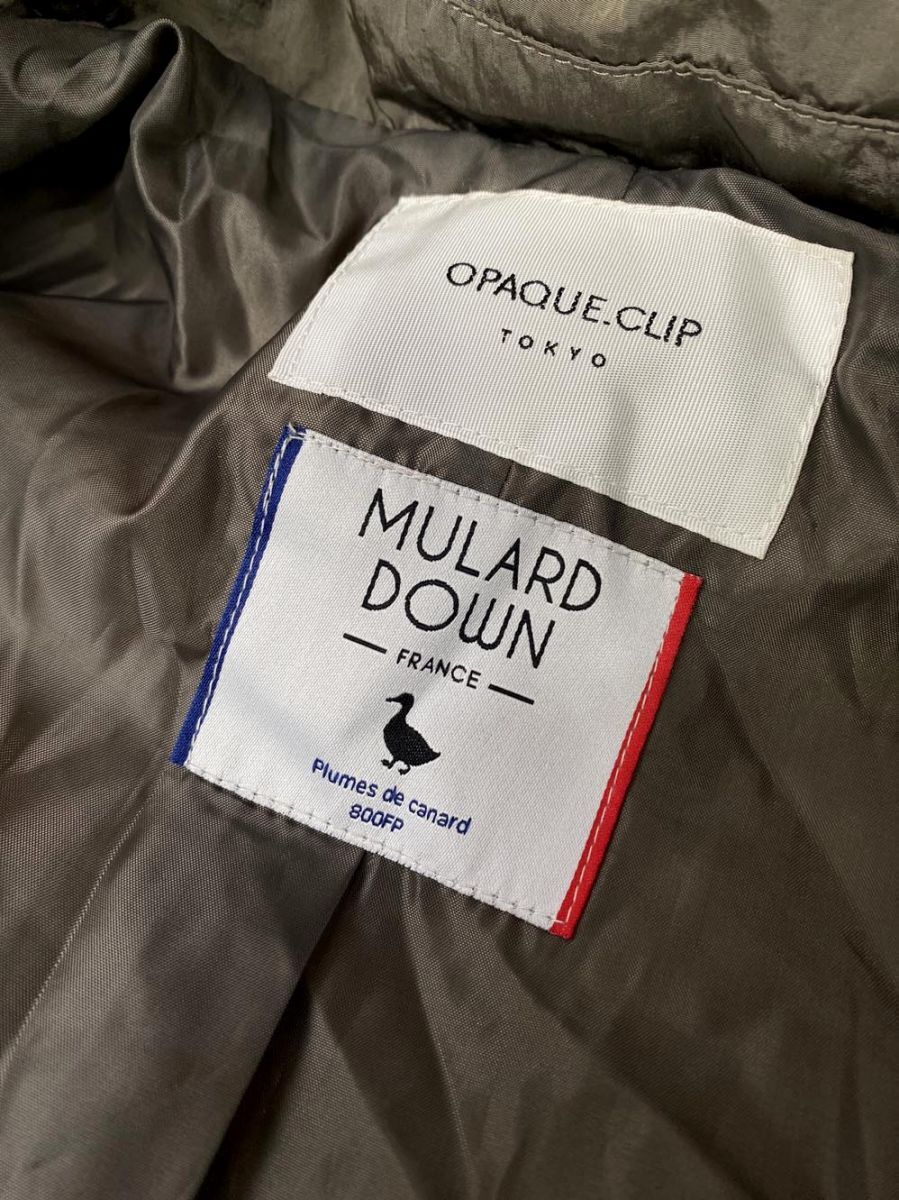 OPAQUE.CLIP
TOKYO
MULARD
DOWN
FRANCE
Plumes de canard
800FP